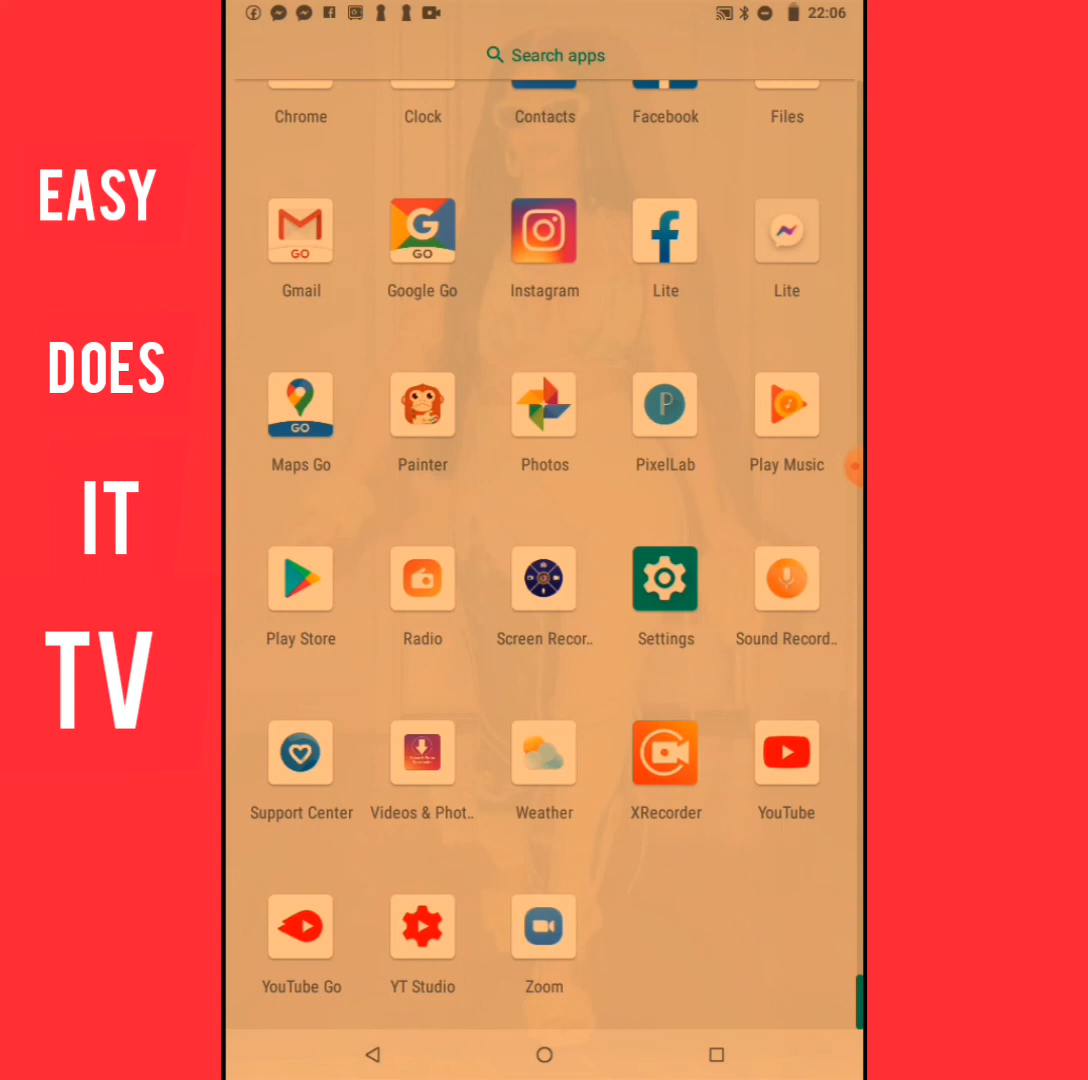 22:06
Search apps
Chrome
Clock
Contacts
Facebook
Files
EASY
GO
GO
Gmail
Google Go
Instagram
Lite
Lite
DOES
GO
P
Maps Go
Painter
Photos
PixelLab
Play Music
IT
Play Store
Radio
Screen Recor..
Settings
Sound Record..
TV
Support Center
Videos & Phot..
Weather
XRecorder
YouTube
YouTube Go
YT Studio
Zoom